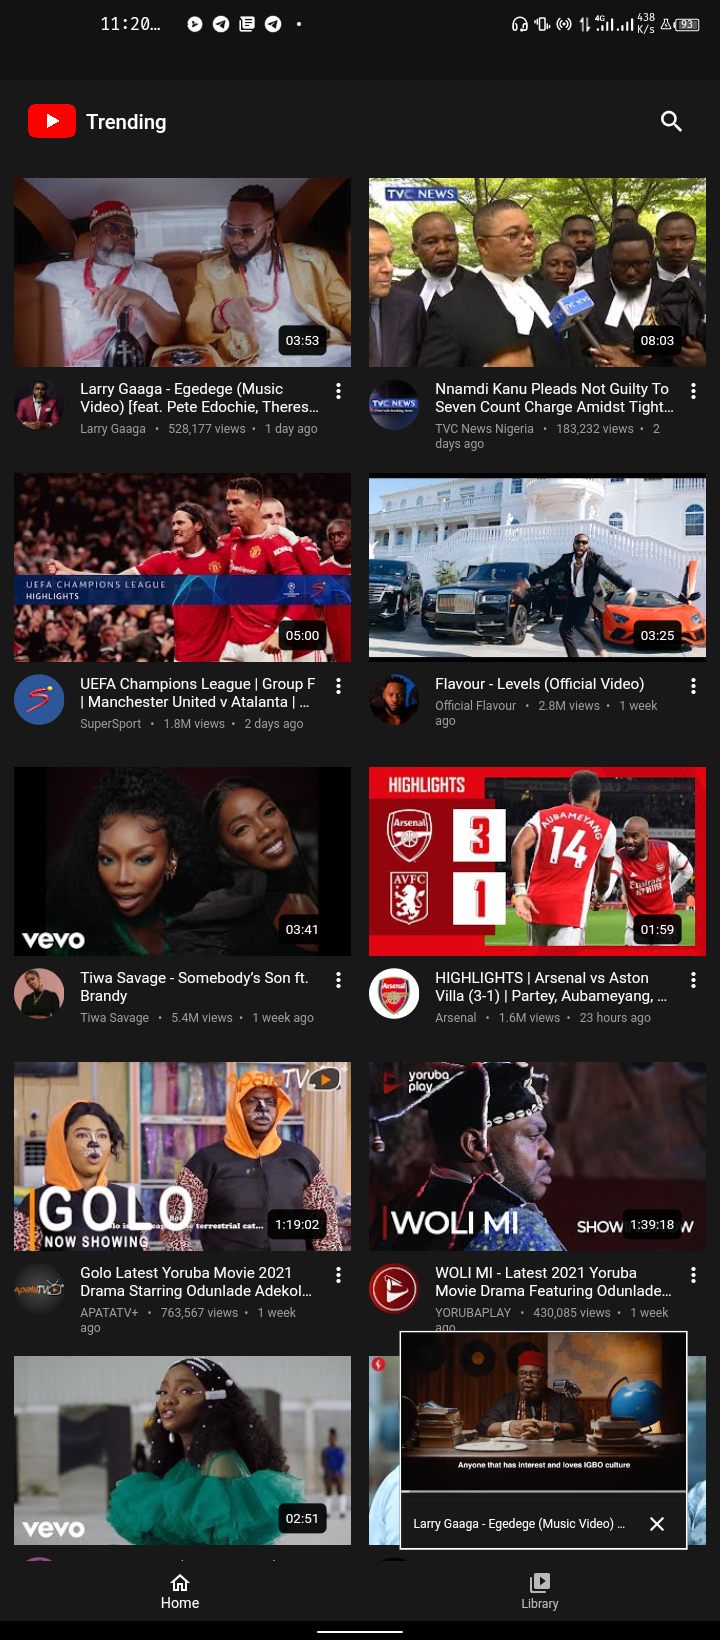 11:20…
4G
438
K/s
93
Trending
TVC NEWS
03:53
08:03
Larry Gaaga - Egedege (Music
Video) [feat. Pete Edochie, Theres…
Larry Gaaga • 528,177 views • 1 day ago
TVC NEWS
Nnamdi Kanu Pleads Not Guilty To
Seven Count Charge Amidst Tight…
TVC News Nigeria • 183,232 views • 2
days ago
UEFA CHAMPIONS LEAGUE
HIGHLIGHTS
05:00
03:25
UEFA Champions League | Group F
| Manchester United v Atalanta | …
SuperSport • 1.8M views • 2 days ago
Flavour - Levels (Official Video)
Official Flavour • 2.8M views • 1 week
ago
vevo
03:41
HIGHLIGHTS
Arsenal
3
AVFC
1
AUBAMEYANG
14
01:59
Tiwa Savage - Somebody's Son ft.
Brandy
Tiwa Savage • 5.4M views • 1 week ago
Arsenal
HIGHLIGHTS | Arsenal vs Aston
Villa (3-1) | Partey, Aubameyang, …
Arsenal • 1.6M views • 23 hours ago
ApataTV
GOLO
NOW SHOWING
1:19:02
yoruba
play
WOLI MI
SHOW
W
1:39:18
ApataTV
Golo Latest Yoruba Movie 2021
Drama Starring Odunlade Adekol…
APATATV+ • 763,567 views • 1 week
ago
WOLI MI - Latest 2021 Yoruba
Movie Drama Featuring Odunlade…
YORUBAPLAY • 430,085 views • 1 week
ago
vevo
02:51
Anyone that has interest and loves IGBO culture
Larry Gaaga - Egedege (Music Video) …
Home
Library